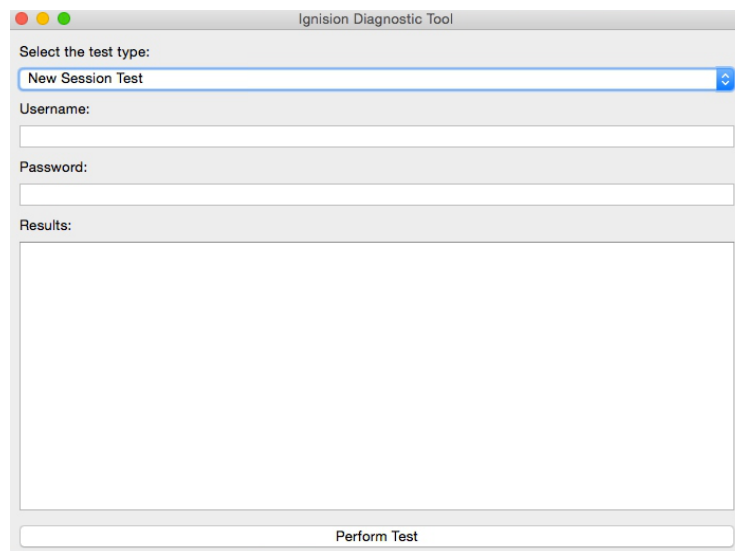 Ignision Diagnostic Tool
Select the test type:
New Session Test
Username:
Password:
Results:
Perform Test